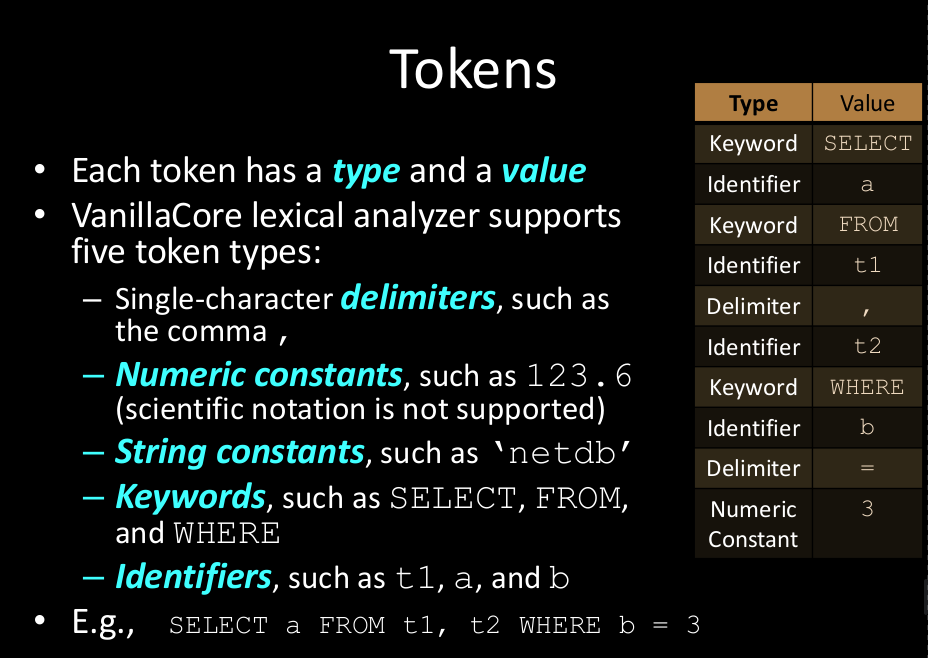 Tokens
• Each token has a type and a value
• VanillaCore lexical analyzer supports
five token types:
– Single-character delimiters, such as
the comma ,
– Numeric constants, such as 123.6
(scientific notation is not supported)
– String constants, such as ‘netdb’
– Keywords, such as SELECT, FROM,
and WHERE
– Identifiers, such as t1, a, and b
• E.g., SELECT a FROM t1, t2 WHERE b = 3
Type Value
Keyword SELECT
Identifier a
Keyword FROM
Identifier t1
Delimiter ,
Identifier t2
Keyword WHERE
Identifier b
Delimiter =
Numeric 3
Constant